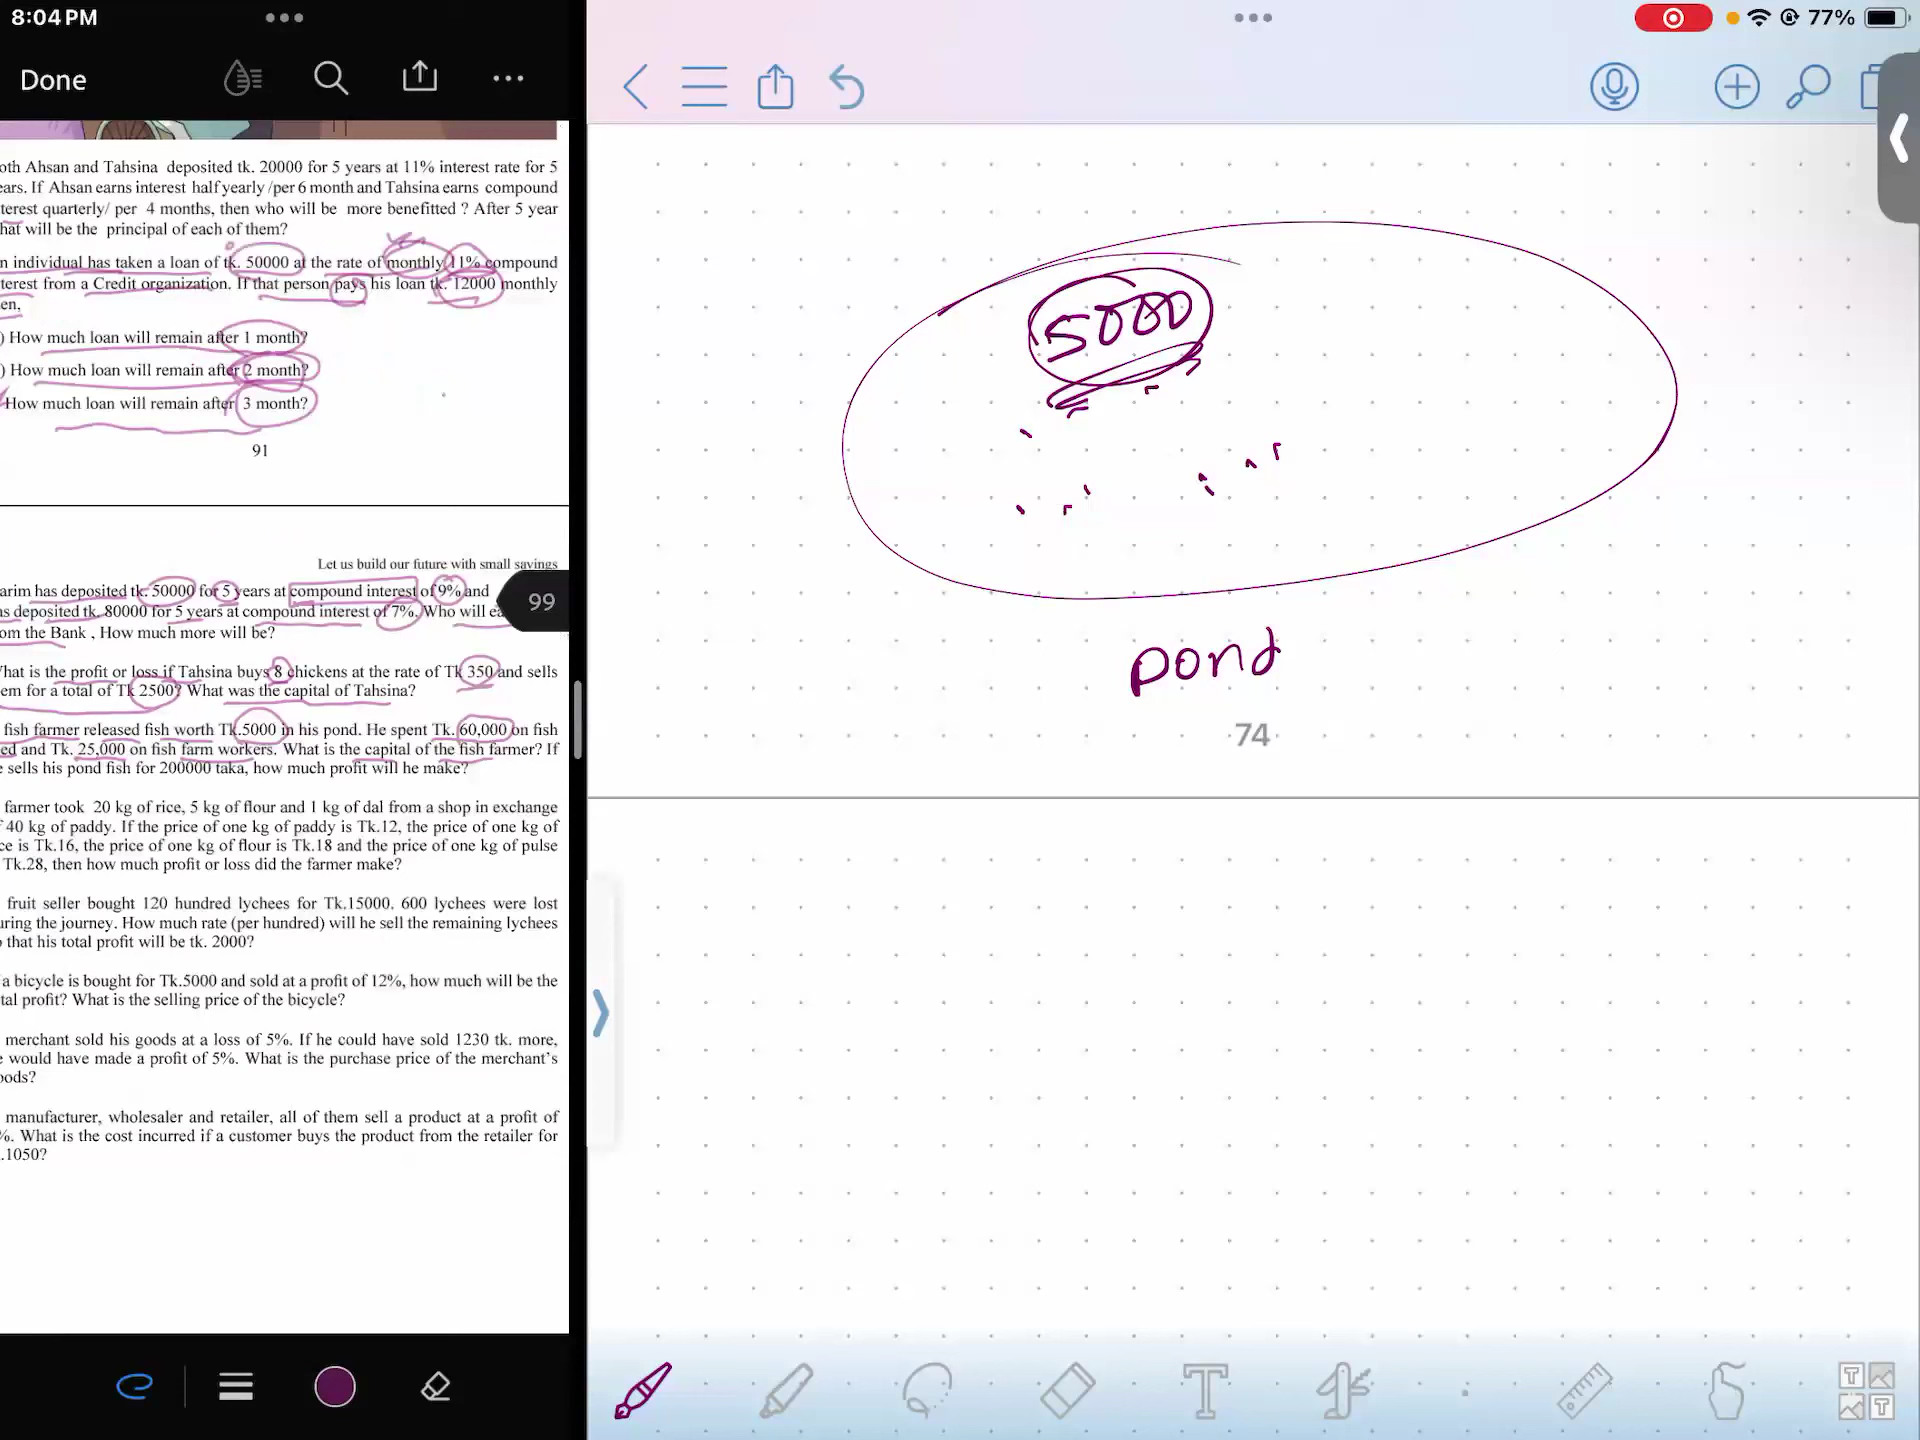 8:04 PM
77%
Done
oth Ahsan and Tahsina deposited tk. 20000 for 5 years at 11% interest rate for 5
ears. If Ahsan earns interest half yearly /per 6 month and Tahsina earns compound
terest quarterly/ per 4 months, then who will be more benefitted ? After 5 year
hat will be the principal of each of them?
n individual has taken a loan of tk. 50000 at the rate of monthly 11% compound
terest from a Credit organization. If that person pays his loan tk. 12000 monthly
en,
) How much loan will remain after 1 month?
) How much loan will remain after 2 month?
How much loan will remain after 3 month?
91
Let us build our future with small savings
arim has deposited tk. 50000 for 5 years at compound interest of 9% and
as deposited tk. 80000 for 5 years at compound interest of 7%. Who will ea
om the Bank , How much more will be?
99
hat is the profit or loss if Tahsina buys 8 chickens at the rate of Tk 350 and sells
em for a total of Tk 2500? What was the capital of Tahsina?
fish farmer released fish worth Tk.5000 in his pond. He spent Tk. 60,000 on fish
ed and Tk. 25,000 on fish farm workers. What is the capital of the fish farmer? If
e sells his pond fish for 200000 taka, how much profit will he make?
farmer took 20 kg of rice, 5 kg of flour and 1 kg of dal from a shop in exchange
f 40 kg of paddy. If the price of one kg of paddy is Tk.12, the price of one kg of
ce is Tk.16, the price of one kg of flour is Tk.18 and the price of one kg of pulse
Tk.28, then how much profit or loss did the farmer make?
fruit seller bought 120 hundred lychees for Tk.15000. 600 lychees were lost
uring the journey. How much rate (per hundred) will he sell the remaining lychees
o that his total profit will be tk. 2000?
a bicycle is bought for Tk.5000 and sold at a profit of 12%, how much will be the
tal profit? What is the selling price of the bicycle?
merchant sold his goods at a loss of 5%. If he could have sold 1230 tk. more,
e would have made a profit of 5%. What is the purchase price of the merchant's
oods?
manufacturer, wholesaler and retailer, all of them sell a product at a profit of
%. What is the cost incurred if a customer buys the product from the retailer for
.1050?
5000
pond
74